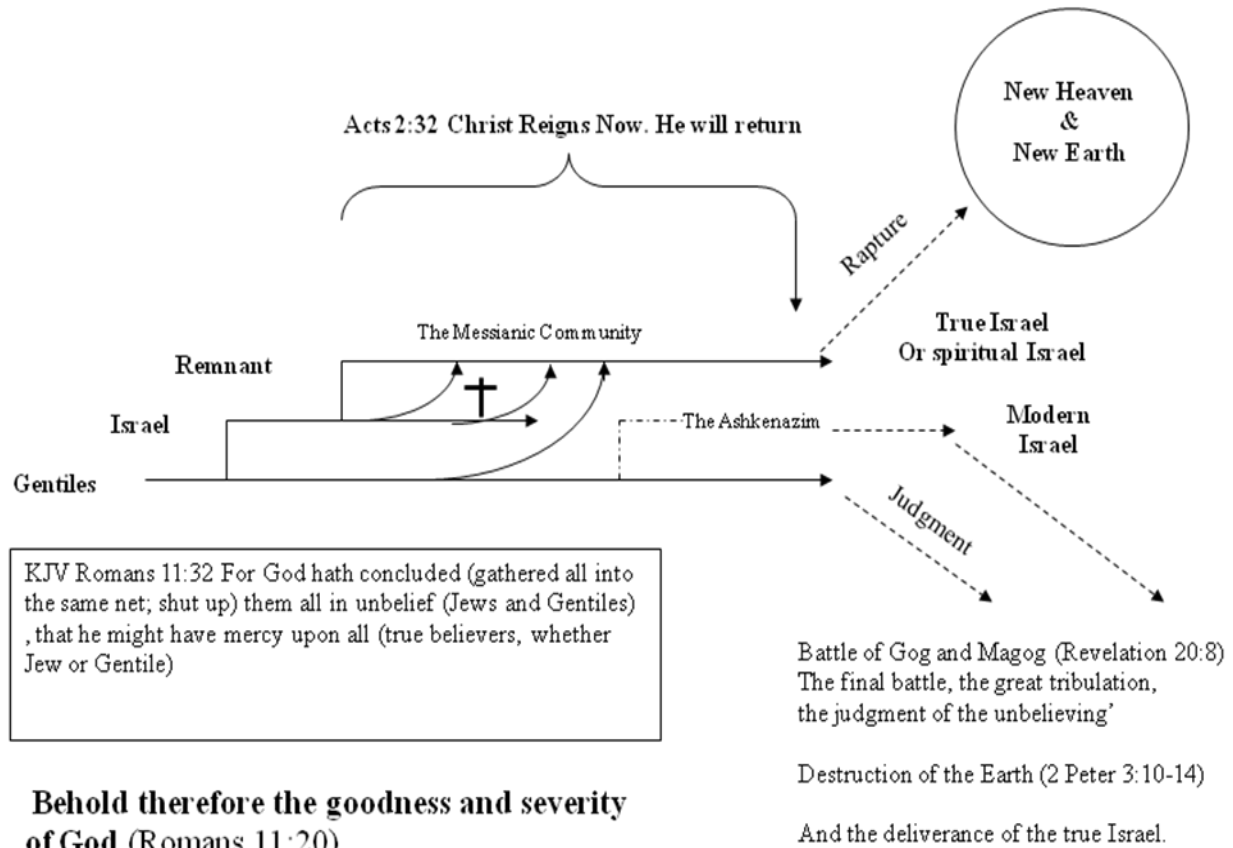 New Heaven
&
New Earth
Acts 2:32 Christ Reigns Now. He will return
Rapture
The Messianic Community
True Israel
Or spiritual Israel
Remnant
Israel
The Ashkenazim
Modern
Israel
Gentiles
Judgment
KJV Romans 11:32 For God hath concluded (gathered all into
the same net; shut up) them all in unbelief (Jews and Gentiles)
, that he might have mercy upon all (true believers, whether
Jew or Gentile)
Battle of Gog and Magog (Revelation 20:8)
The final battle, the great tribulation,
the judgment of the unbelieving’
Destruction of the Earth (2 Peter 3:10-14)
And the deliverance of the true Israel.
Behold therefore the goodness and severity
of God (Romans 11:20)